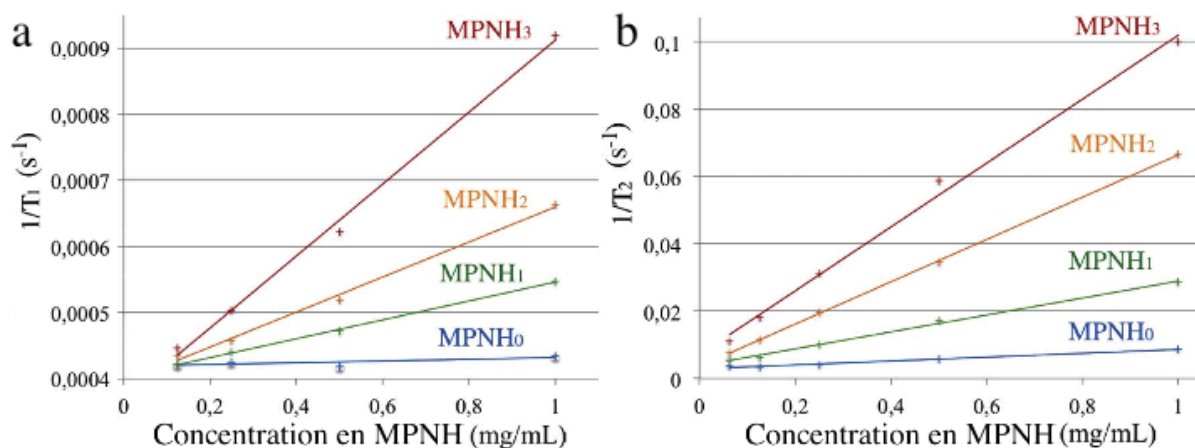 a
1/T₁ (s⁻¹)
0,0009
0,0008
0,0007
0,0006
0,0005
0,0004
MPNH₃
MPNH₂
MPNH₁
MPNH₀
0 0,2 0,4 0,6 0,8 1
Concentration en MPNH (mg/mL)
b
1/T₂ (s⁻¹)
0,1
0,08
0,06
0,04
0,02
0
MPNH₃
MPNH₂
MPNH₁
MPNH₀
0 0,2 0,4 0,6 0,8 1
Concentration en MPNH (mg/mL)